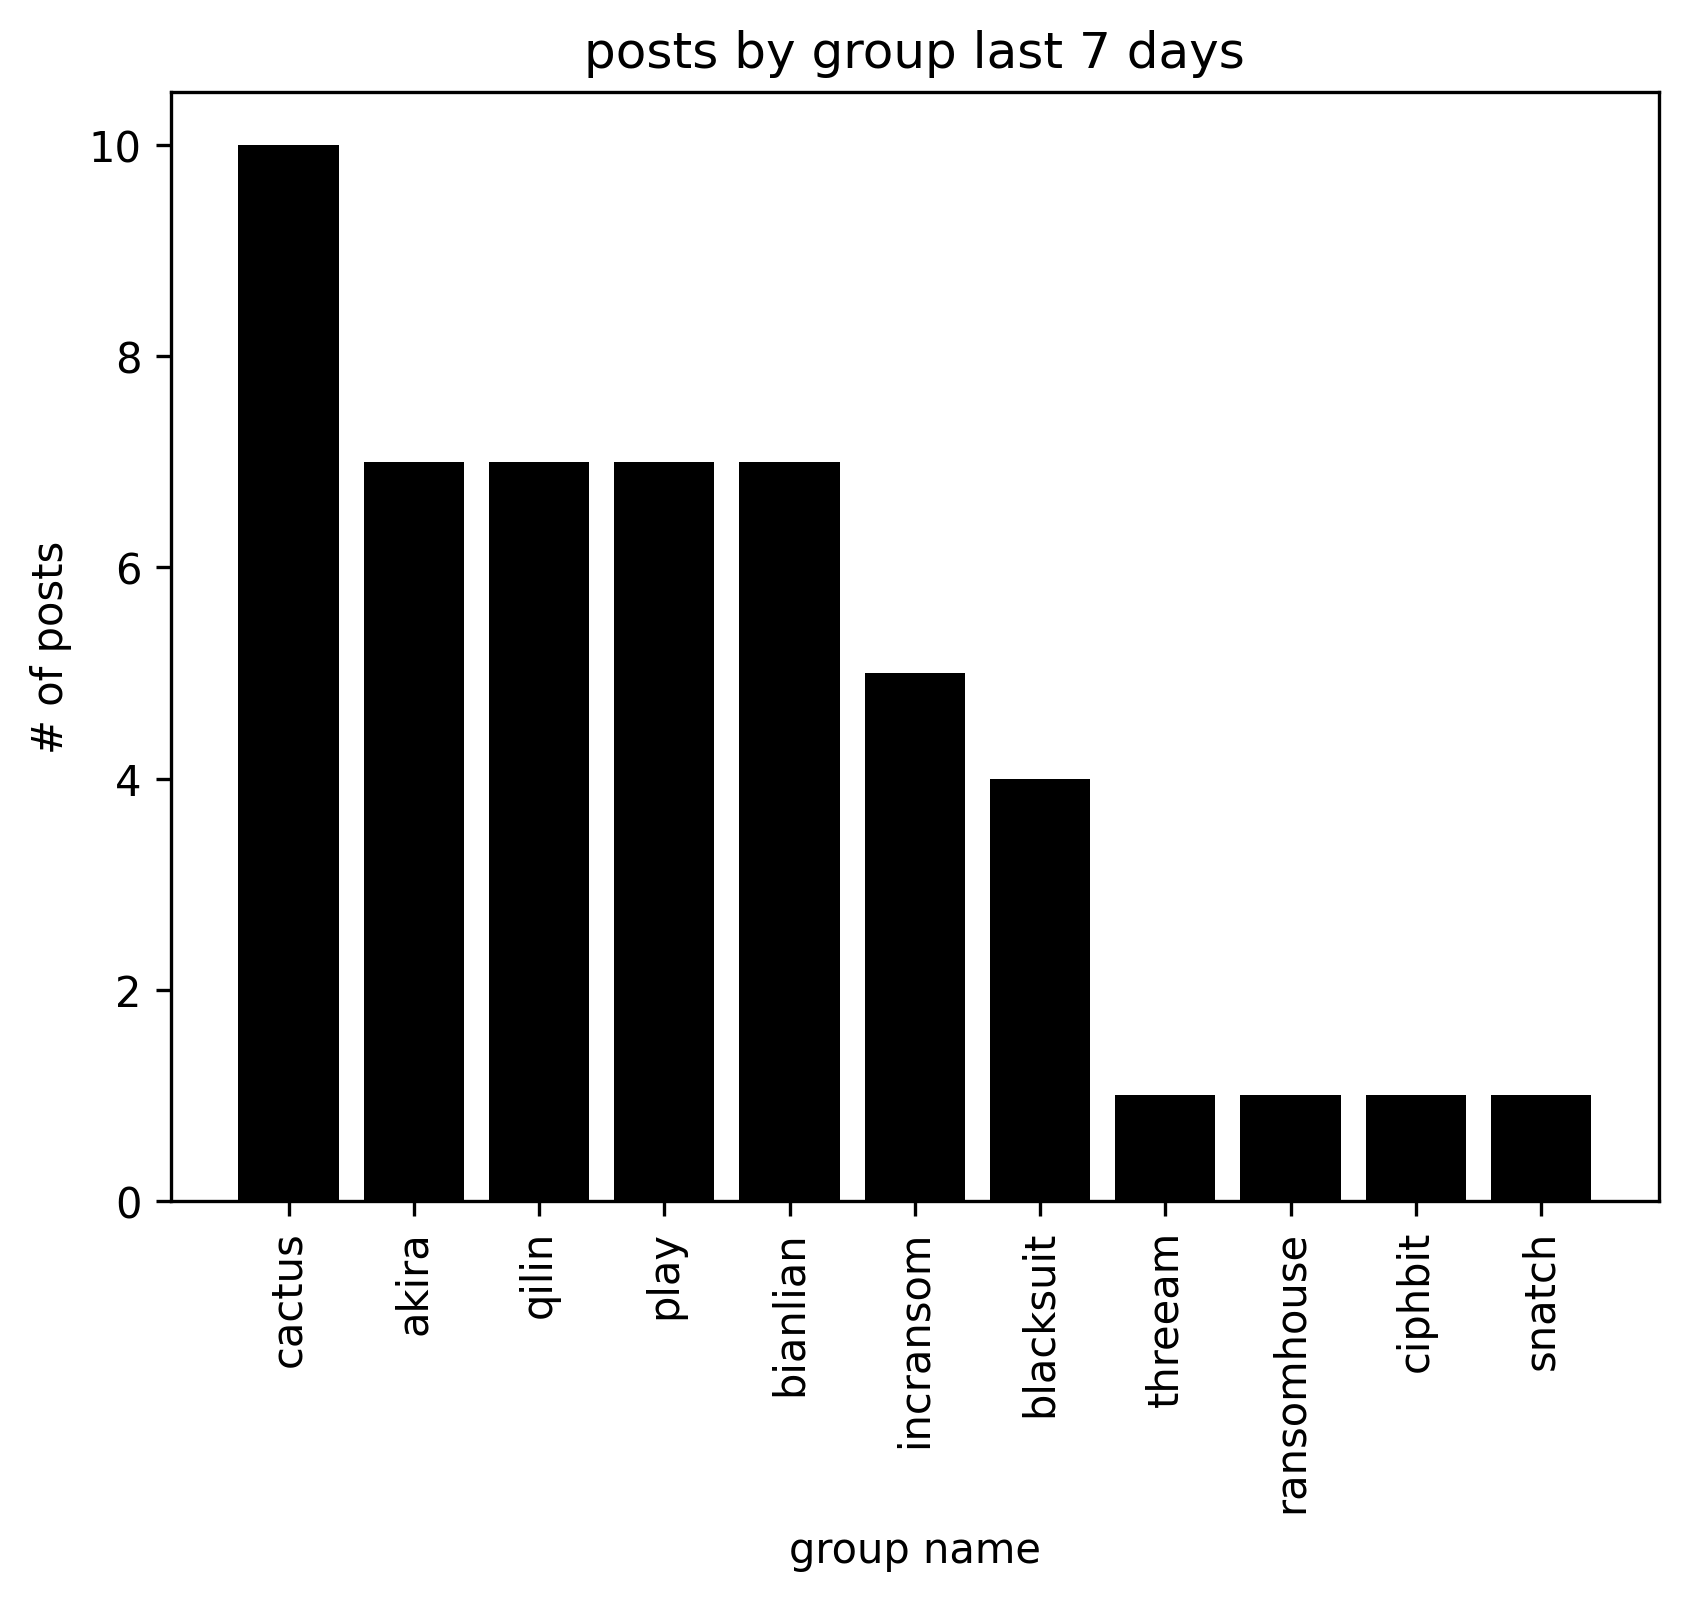 posts by group last 7 days
10
8
6
4
2
0
# of posts
cactus
akira
qilin
play
bianlian
incransom
blacksuit
threeam
ransomhouse
ciphbit
snatch
group name